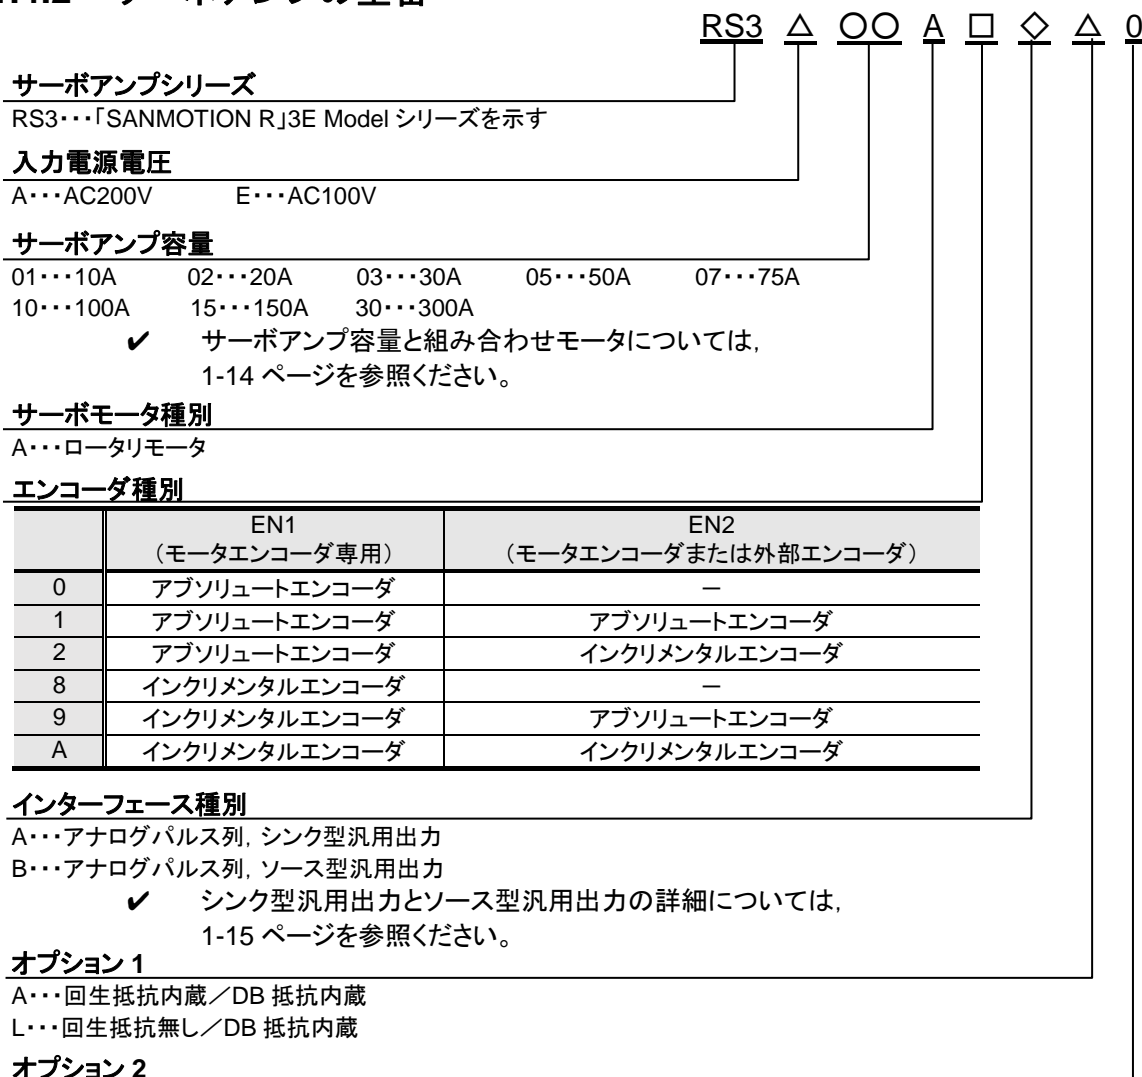 RS3 △ ○○ A □ ◇ △ 0
サーボアンプシリーズ
RS3・・・「SANMOTION R」3E Model シリーズを示す
入力電源電圧
A・・・AC200V E・・・AC100V
サーボアンプ容量
01・・・10A 02・・・20A 03・・・30A 05・・・50A 07・・・75A
10・・・100A 15・・・150A 30・・・300A
✔ サーボアンプ容量と組み合わせモータについては,
1-14 ページを参照ください。
サーボモータ種別
A・・・ロータリモータ
エンコーダ種別
EN1 EN2
（モータエンコーダ専用） （モータエンコーダまたは外部エンコーダ）
0 アブソリュートエンコーダ －
1 アブソリュートエンコーダ アブソリュートエンコーダ
2 アブソリュートエンコーダ インクリメンタルエンコーダ
8 インクリメンタルエンコーダ －
9 インクリメンタルエンコーダ アブソリュートエンコーダ
A インクリメンタルエンコーダ インクリメンタルエンコーダ
インターフェース種別
A・・・アナログパルス列, シンク型汎用出力
B・・・アナログパルス列, ソース型汎用出力
✔ シンク型汎用出力とソース型汎用出力の詳細については,
1-15 ページを参照ください。
オプション 1
A・・・回生抵抗内蔵／DB 抵抗内蔵
L・・・回生抵抗無し／DB 抵抗内蔵
オプション 2